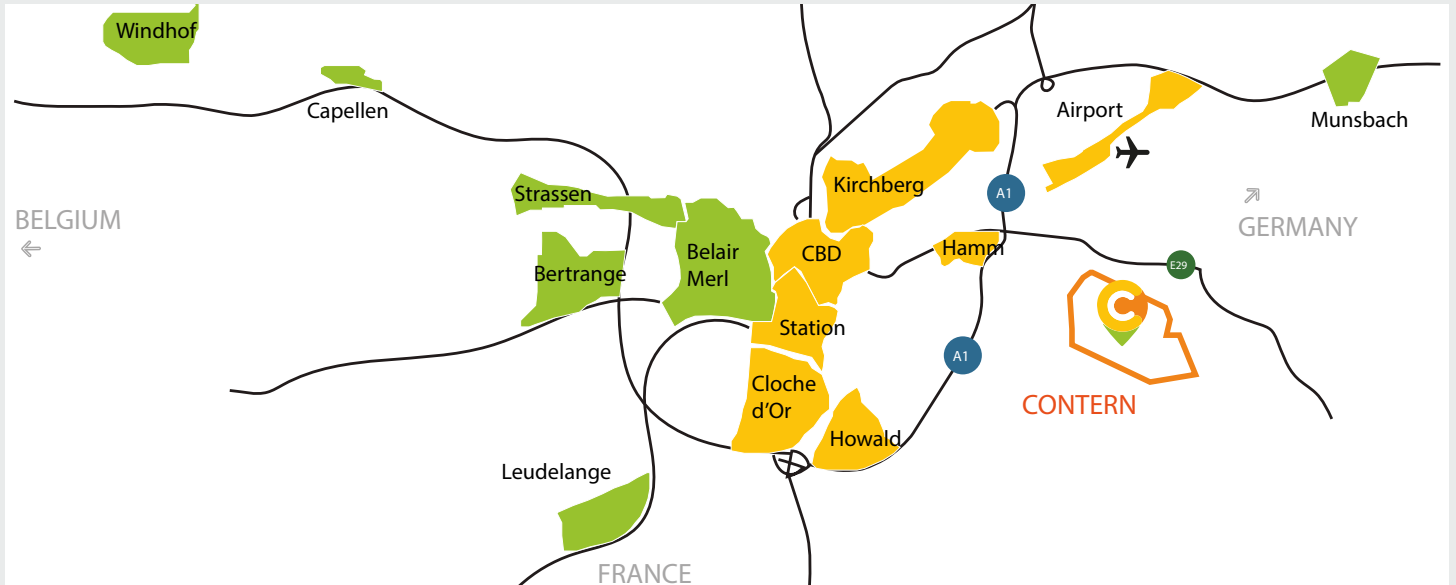 Windhof
Capellen
Airport
Munsbach
Strassen
Kirchberg
A1
BELGIUM
GERMANY
Belair
Merl
CBD
Hamm
Bertrange
E29
Station
A1
Cloche
d’Or
CONTERN
Howald
Leudelange
FRANCE